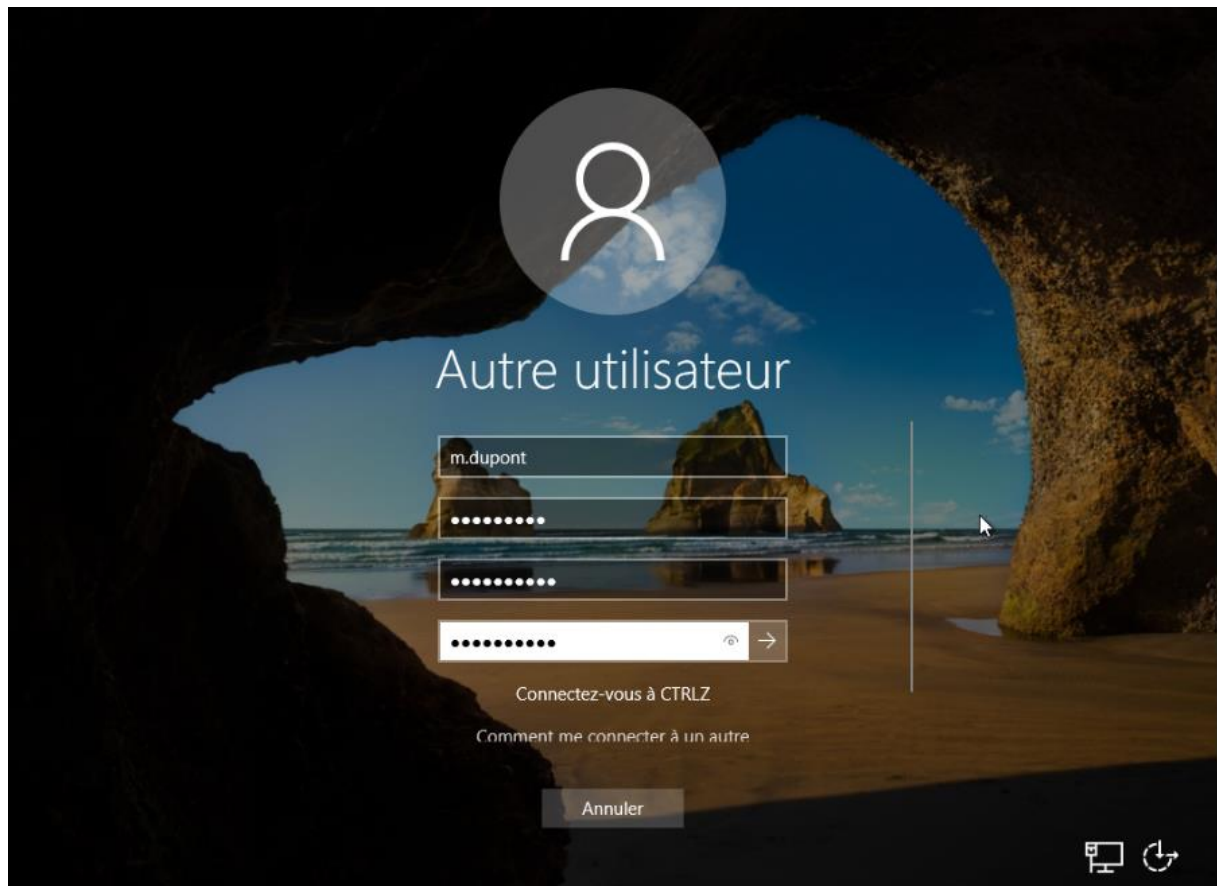 Autre utilisateur
m.dupont
•••••••••
••••••••••
••••••••••
Connectez-vous à CTRLZ
Comment me connecter à un autre
Annuler